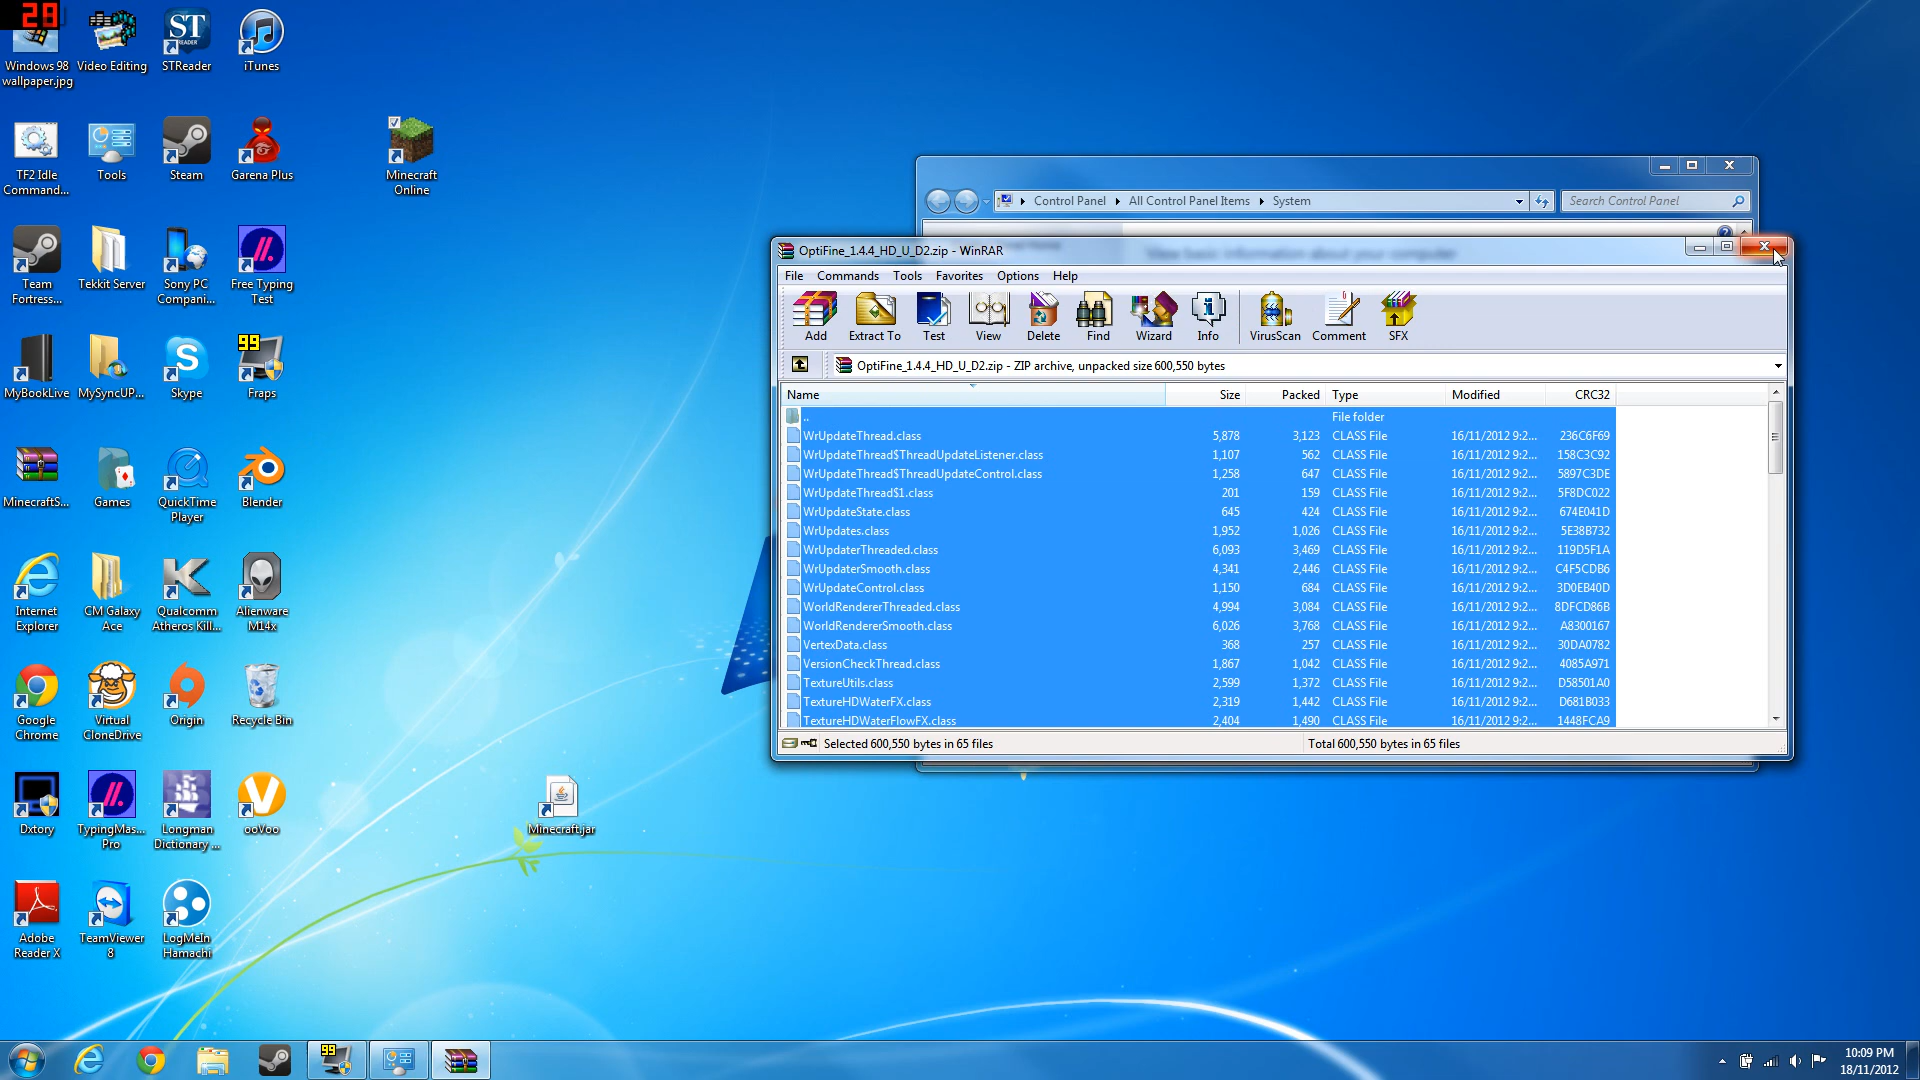 28
Windows 98
wallpaper.jpg
Video Editing
ST
READER
STReader
iTunes
TF2 Idle
Command...
Tools
Steam
Garena Plus
Minecraft
Online
Team
Fortress...
Tekkit Server
Sony PC
Compani...
Free Typing
Test
MyBookLive
MySyncUP...
Skype
99
Fraps
MinecraftS...
Games
QuickTime
Player
Blender
Internet
Explorer
CM Galaxy
Ace
Qualcomm
Atheros Kill...
Alienware
M14x
Google
Chrome
Virtual
CloneDrive
Origin
Recycle Bin
Dxtory
TypingMas...
Pro
Longman
Dictionary ...
ooVoo
Minecraft.jar
Adobe
Reader X
TeamViewer
8
LogMeIn
Hamachi
Control Panel
All Control Panel Items
System
Search Control Panel
View basic information about your computer
OptiFine_1.4.4_HD_U_D2.zip - WinRAR
File Commands Tools Favorites Options Help
Add Extract To Test View Delete Find Wizard Info VirusScan Comment SFX
OptiFine_1.4.4_HD_U_D2.zip - ZIP archive, unpacked size 600,550 bytes
Name Size Packed Type Modified CRC32
.. File folder
WrUpdateThread.class 5,878 3,123 CLASS File 16/11/2012 9:2... 236C6F69
WrUpdateThread$ThreadUpdateListener.class 1,107 562 CLASS File 16/11/2012 9:2... 158C3C92
WrUpdateThread$ThreadUpdateControl.class 1,258 647 CLASS File 16/11/2012 9:2... 5897C3DE
WrUpdateThread$1.class 201 159 CLASS File 16/11/2012 9:2... 5F8DC022
WrUpdateState.class 645 424 CLASS File 16/11/2012 9:2... 674E041D
WrUpdates.class 1,952 1,026 CLASS File 16/11/2012 9:2... 5E38B732
WrUpdaterThreaded.class 6,093 3,469 CLASS File 16/11/2012 9:2... 119D5F1A
WrUpdaterSmooth.class 4,341 2,446 CLASS File 16/11/2012 9:2... C4F5CDB6
WrUpdateControl.class 1,150 684 CLASS File 16/11/2012 9:2... 3D0EB40D
WorldRendererThreaded.class 4,994 3,084 CLASS File 16/11/2012 9:2... 8DFCD86B
WorldRendererSmooth.class 6,026 3,768 CLASS File 16/11/2012 9:2... A8300167
VertexData.class 368 257 CLASS File 16/11/2012 9:2... 30DA0782
VersionCheckThread.class 1,867 1,042 CLASS File 16/11/2012 9:2... 4085A971
TextureUtils.class 2,599 1,372 CLASS File 16/11/2012 9:2... D58501A0
TextureHDWaterFX.class 2,319 1,442 CLASS File 16/11/2012 9:2... D681B033
TextureHDWaterFlowFX.class 2,404 1,490 CLASS File 16/11/2012 9:2... 1448FCA9
Selected 600,550 bytes in 65 files
Total 600,550 bytes in 65 files
99
10:09 PM
18/11/2012